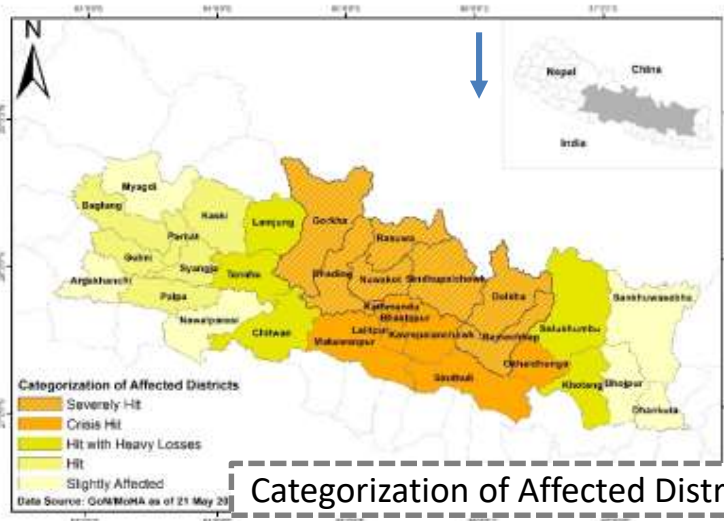 N
Nepal
China
India
Myagdi
Baglung
Kaski
Lamjung
Gorkha
Parbat
Rasuwa
Gulmi
Syangja
Tanahu
Dhading
Nuwakot
Sindhupalchowk
Dolkha
Sankhuwasabha
Argakhanchi
Palpa
Kathmandu
Bhaktapur
Nawalparasi
Chitwan
Lalitpur
Kavrepalanchowk
Ramechhap
Solukhumbu
Makawanpur
Okhaldhunga
Sindhuli
Khotang
Bhojpur
Dhankuta
Categorization of Affected Districts
Severely Hit
Crisis Hit
Hit with Heavy Losses
Hit
Slightly Affected
Data Source: GoN/MoHA as of 21 May 20
Categorization of Affected Distr